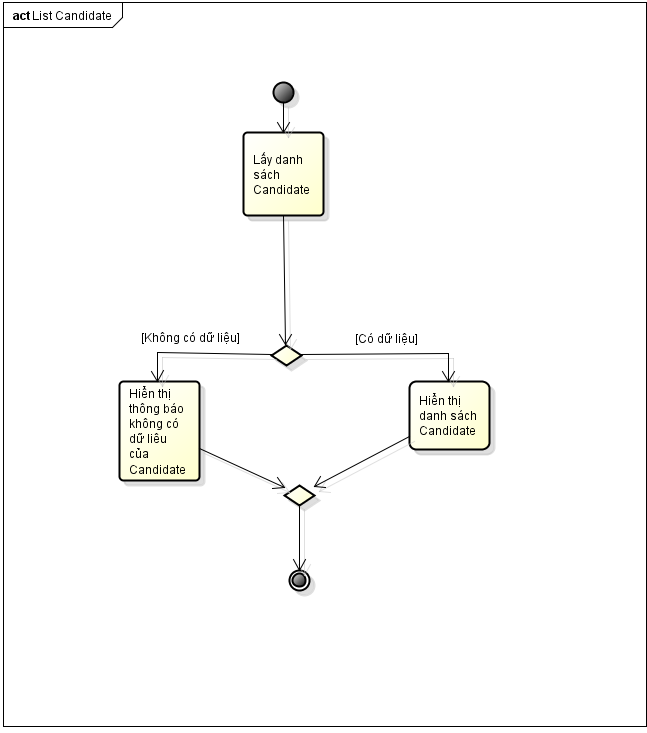 act List Candidate
Lấy danh
sách
Candidate
[Không có dữ liệu]
[Có dữ liệu]
Hiển thị
thông báo
không có
dữ liêu
của
Candidate
Hiển thị
danh sách
Candidate